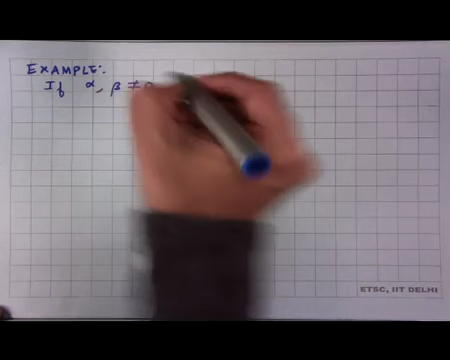 EXAMPLE:
If α, β ≠
ETSC, IIT DELHI